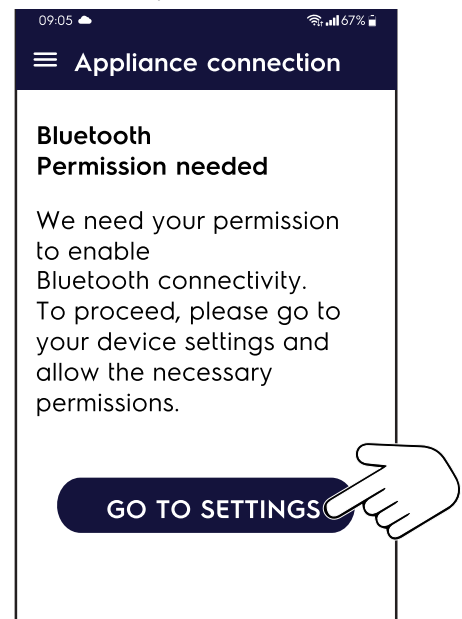 09:05 67%
Appliance connection
Bluetooth
Permission needed
We need your permission
to enable
Bluetooth connectivity.
To proceed, please go to
your device settings and
allow the necessary
permissions.
GO TO SETTINGS